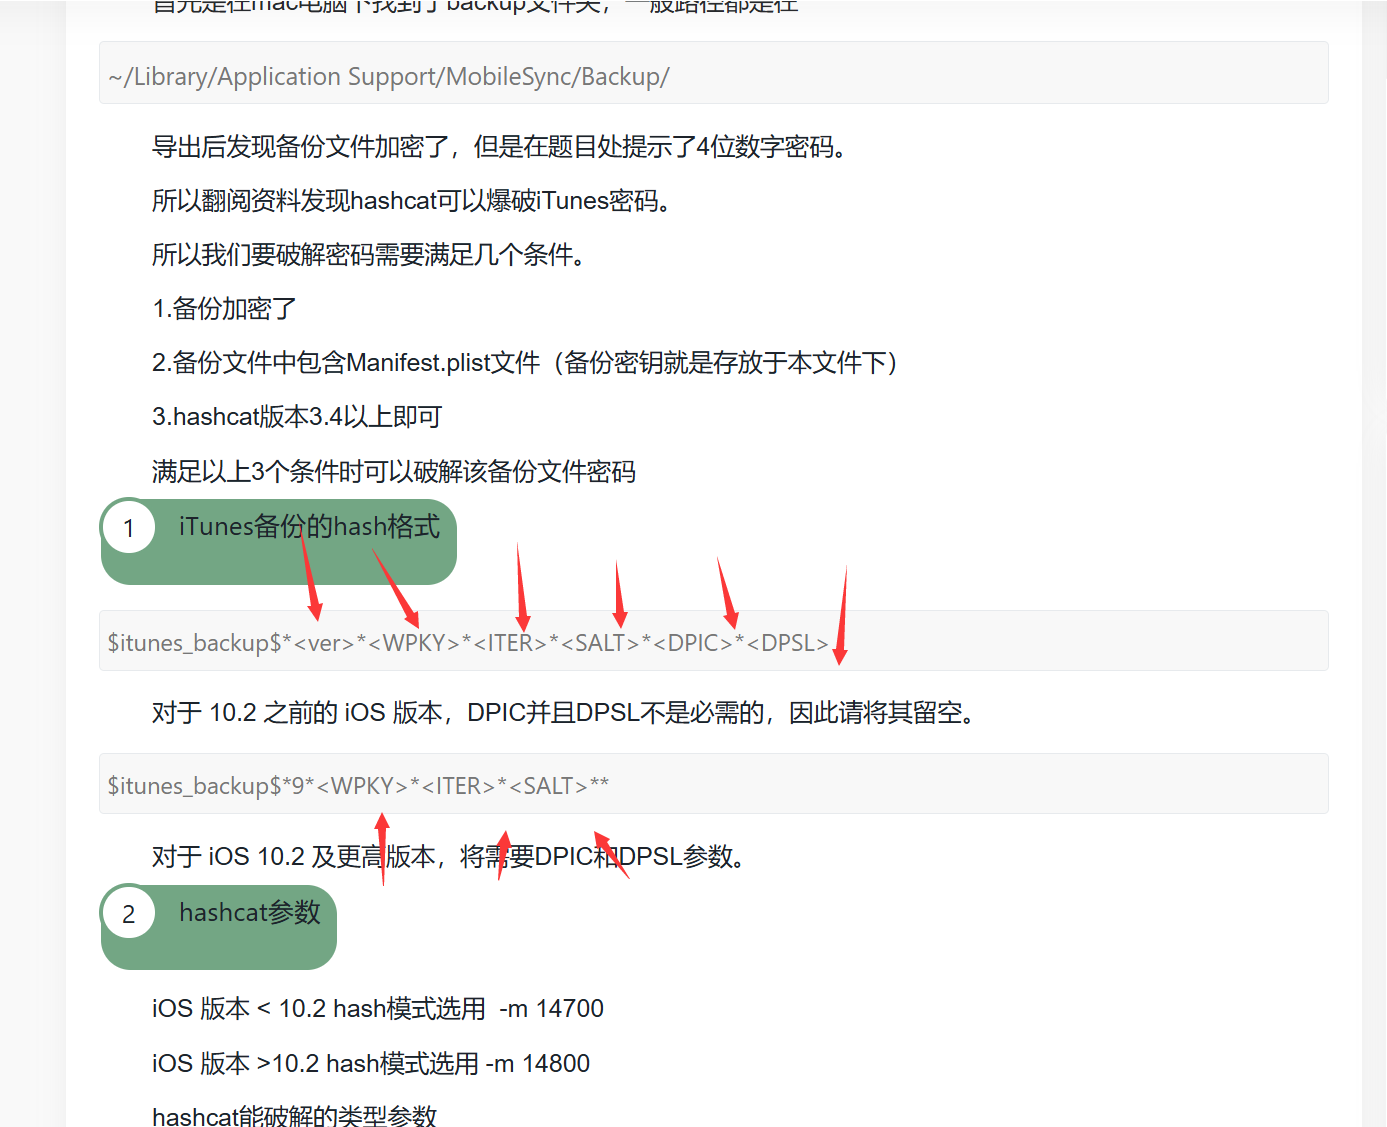 首先是在mac电脑下找到了backup文件夹，一般路径都是在
~/Library/Application Support/MobileSync/Backup/
导出后发现备份文件加密了，但是在题目处提示了4位数字密码。
所以翻阅资料发现hashcat可以爆破iTunes密码。
所以我们要破解密码需要满足几个条件。
1.备份加密了
2.备份文件中包含Manifest.plist文件（备份密钥就是存放于本文件下）
3.hashcat版本3.4以上即可
满足以上3个条件时可以破解该备份文件密码
1 iTunes备份的hash格式
$itunes_backup$*<ver>*<WPKY>*<ITER>*<SALT>*<DPIC>*<DPSL>
对于 10.2 之前的 iOS 版本，DPIC并且DPSL不是必需的，因此请将其留空。
$itunes_backup$*9*<WPKY>*<ITER>*<SALT>**
对于 iOS 10.2 及更高版本，将需要DPIC和DPSL参数。
2 hashcat参数
iOS 版本 < 10.2 hash模式选用  -m 14700
iOS 版本 >10.2 hash模式选用 -m 14800
hashcat能破解的类型参数